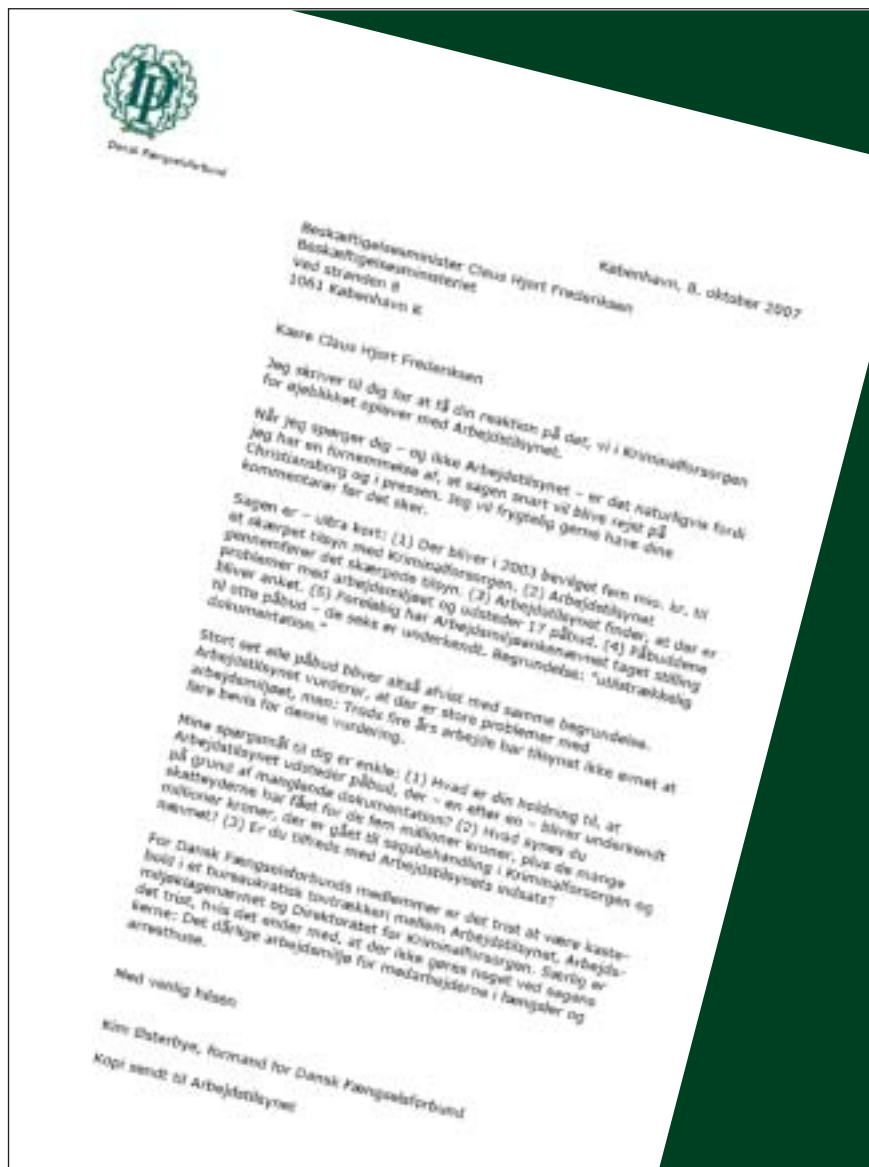 DFF
Dansk Fængselsforbund
København, 8. oktober 2007
Beskæftigelsesminister Claus Hjort Frederiksen
Beskæftigelsesministeriet
Ved stranden 8
1061 København K
Kære Claus Hjort Frederiksen
Jeg skriver til dig for at få din reaktion på det, vi i Kriminalforsorgen
for øjeblikket oplever med Arbejdstilsynet.
Når jeg spørger dig – og ikke Arbejdstilsynet – er det naturligvis fordi
jeg har en fornemmelse af, at sagen snart vil blive rejst på
Christiansborg og i pressen. Jeg vil frygtelig gerne have dine
kommentarer før det sker.
Sagen er – ultra kort: (1) Der bliver i 2003 bevilget fem mio. kr. til
et skærpet tilsyn med Kriminalforsorgen. (2) Arbejdstilsynet
gennemfører det skærpede tilsyn. (3) Arbejdstilsynet finder, at der er
problemer med arbejdsmiljøet og udsteder 17 påbud. (4) Påbuddene
bliver anket. (5) Foreløbig har Arbejdsmiljøankenævnet taget stilling
til otte påbud – de seks er underkendt. Begrundelse: "utilstrækkelig
dokumentation."
Stort set alle påbud bliver altså afvist med samme begrundelse.
Arbejdstilsynet vurderer, at der er store problemer med
arbejdsmiljøet, men: Trods fire års arbejde har tilsynet ikke evnet at
føre bevis for denne vurdering.
Mine spørgsmål til dig er enkle: (1) Hvad er din holdning til, at
Arbejdstilsynet udsteder påbud, der – en efter en – bliver underkendt
på grund af manglende dokumentation? (2) Hvad synes du
skatteyderne har fået for de fem millioner kroner, plus de mange
millioner kroner, der er gået til sagsbehandling i Kriminalforsorgen og
nævnet? (3) Er du tilfreds med Arbejdstilsynets indsats?
For Dansk Fængselsforbunds medlemmer er det trist at være kaste-
bold i et bureaukratisk tovtrækkeri mellem Arbejdstilsynet, Arbejds-
miljøklagenævnet og Direktoratet for Kriminalforsorgen. Særlig er
det trist, hvis det ender med, at der ikke gøres noget ved sagens
kerne: Det dårlige arbejdsmiljø for medarbejderne i fængsler og
arresthuse.
Med venlig hilsen
Kim Østerbye, formand for Dansk Fængselsforbund
Kopi sendt til Arbejdstilsynet